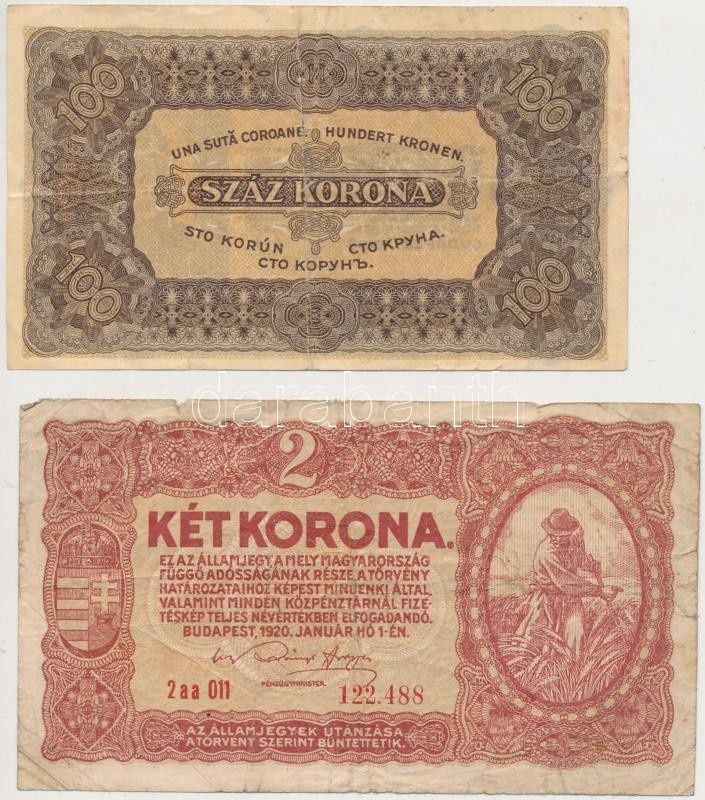 100 100
UNA SUTĂ COROANE. HUNDERT KRONEN.
SZÁZ KORONA
STO KORÚN СТО КРУНА.
СТО КОРУНЪ.
100 100
darabanth
2
KÉT KORONA.
EZ AZ ÁLLAMJEGY, A MELY MAGYARORSZÁG
FÜGGŐ ADÓSSÁGÁNAK RÉSZE, A TÖRVÉNY
HATÁROZATAIHOZ KÉPEST MINDENKI ÁLTAL
VALAMINT MINDEN KÖZPÉNZTÁRNÁL FIZE-
TÉSKÉP TELJES NÉVÉRTÉKBEN ELFOGADANDÓ.
BUDAPEST, 1920. JANUÁR HÓ 1-ÉN.
PÉNZÜGYMINISTER.
2 a a 011 122.488
AZ ÁLLAMJEGYEK UTÁNZÁSA
A TÖRVÉNY SZERINT BÜNTETTETIK.